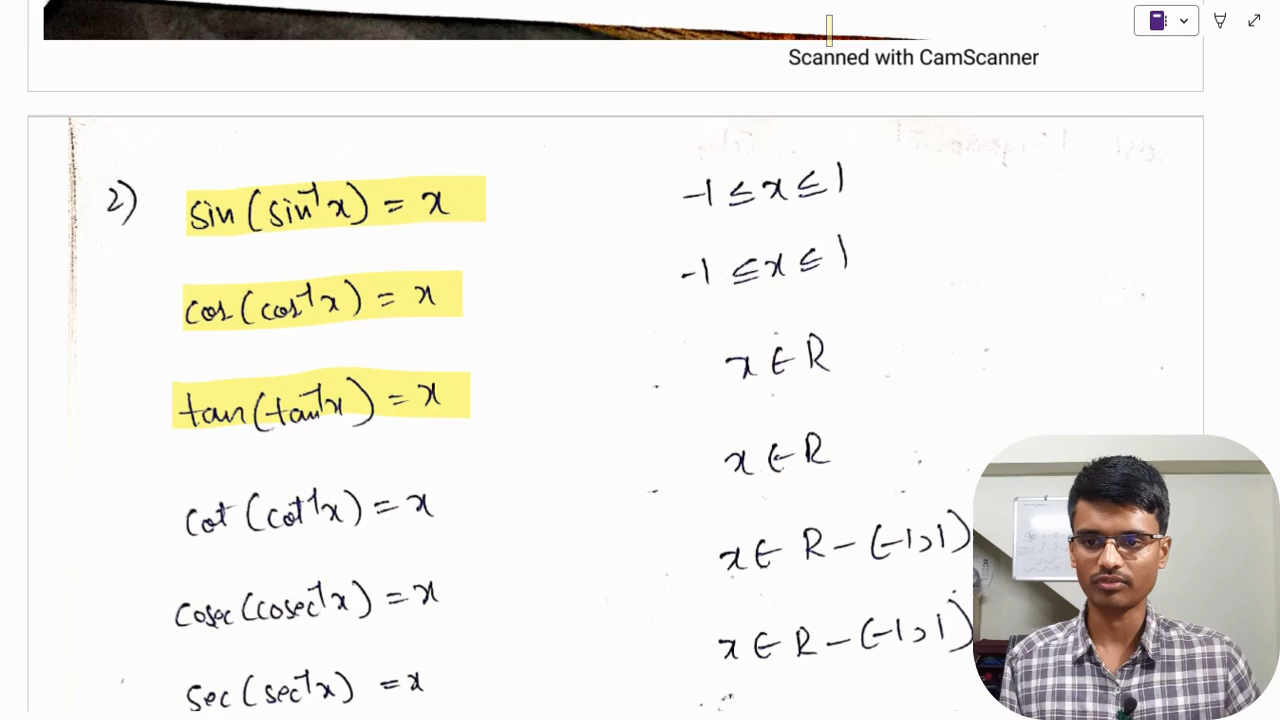 Scanned with CamScanner
2) sin(sin⁻¹x) = x -1 ≤ x ≤ 1
cos(cos⁻¹x) = x -1 ≤ x ≤ 1
tan(tan⁻¹x) = x x ∈ R
cot(cot⁻¹x) = x x ∈ R
cosec(cosec⁻¹x) = x x ∈ R - (-1,1)
sec(sec⁻¹x) = x x ∈ R - (-1,1)